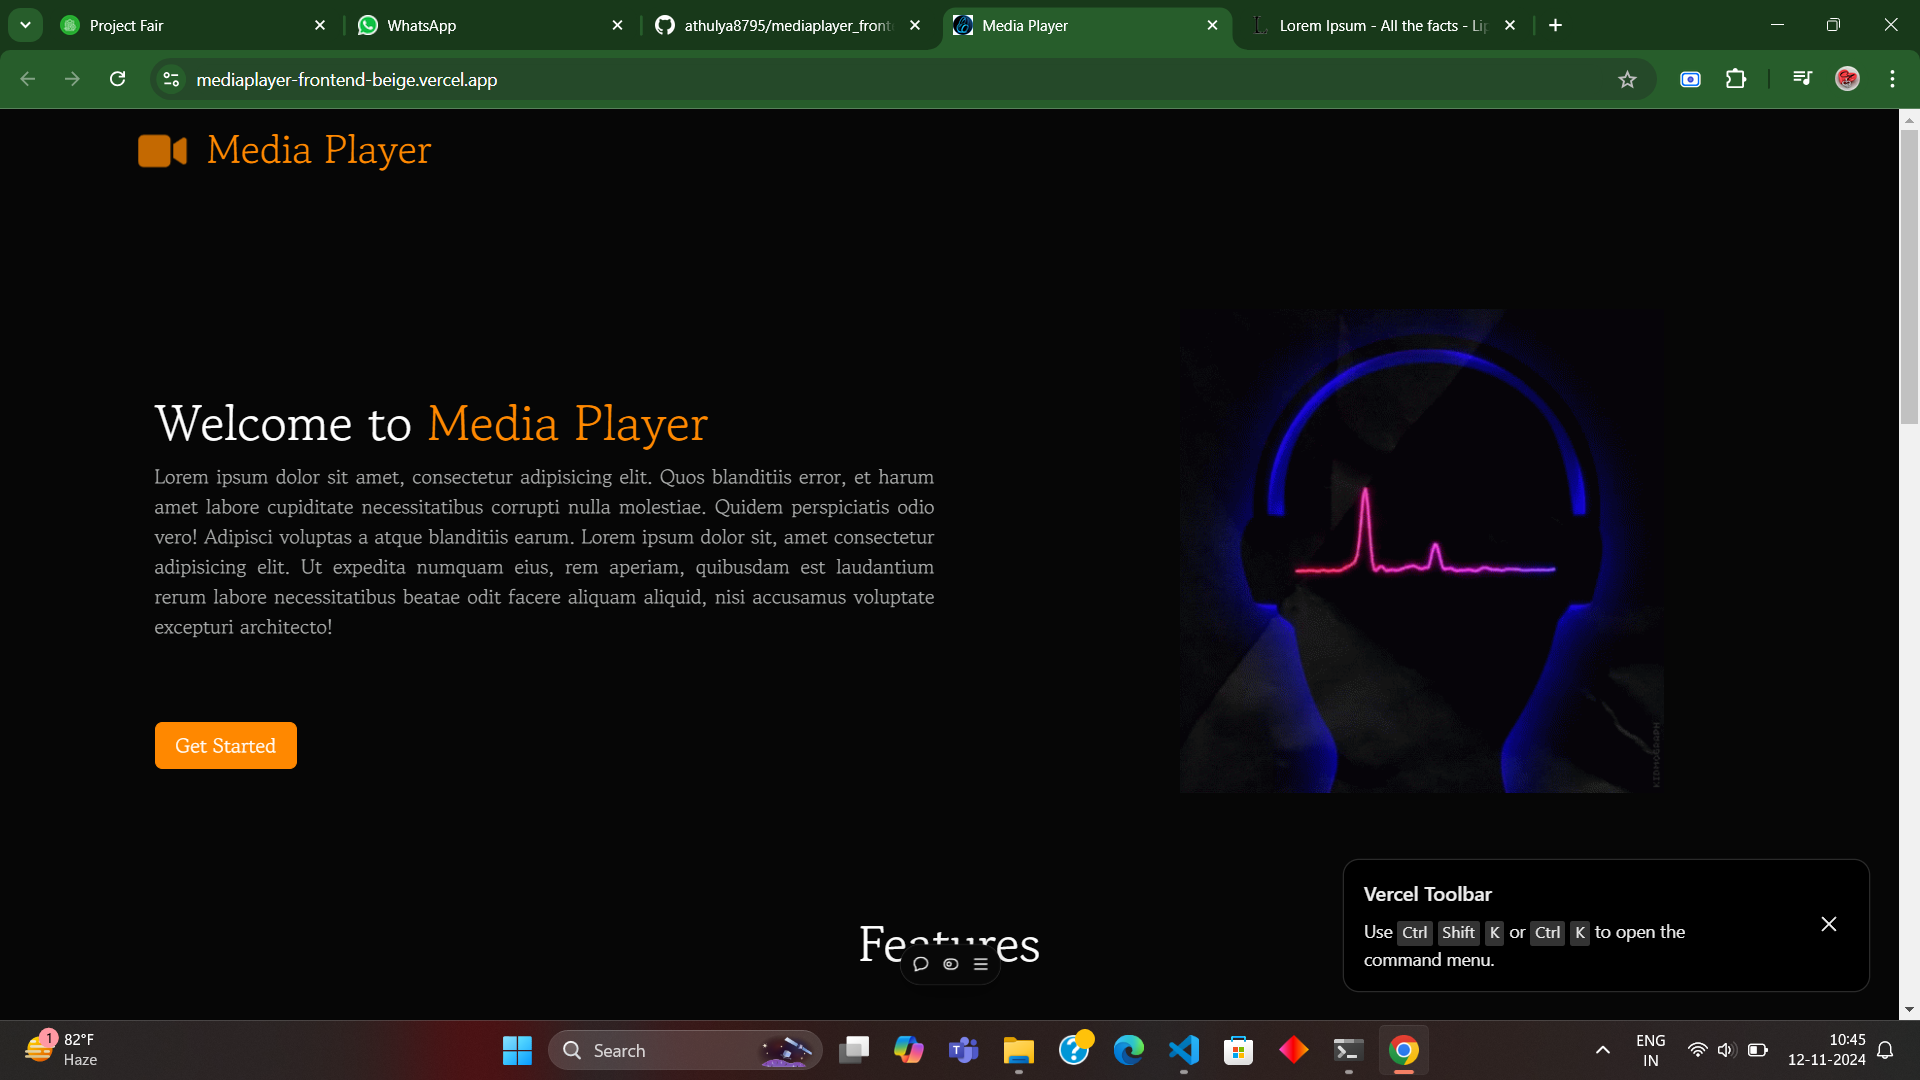 Project Fair
WhatsApp
athulya8795/mediaplayer_front
Media Player
Lorem Ipsum - All the facts - Lip
mediaplayer-frontend-beige.vercel.app
Media Player
Welcome to Media Player
Lorem ipsum dolor sit amet, consectetur adipisicing elit. Quos blanditiis error, et harum
amet labore cupiditate necessitatibus corrupti nulla molestiae. Quidem perspiciatis odio
vero! Adipisci voluptas a atque blanditiis earum. Lorem ipsum dolor sit, amet consectetur
adipisicing elit. Ut expedita numquam eius, rem aperiam, quibusdam est laudantium
rerum labore necessitatibus beatae odit facere aliquam aliquid, nisi accusamus voluptate
excepturi architecto!
Get Started
Features
Vercel Toolbar
Use Ctrl Shift K or Ctrl K to open the
command menu.
1
82°F
Haze
Search
ENG
IN
10:45
12-11-2024